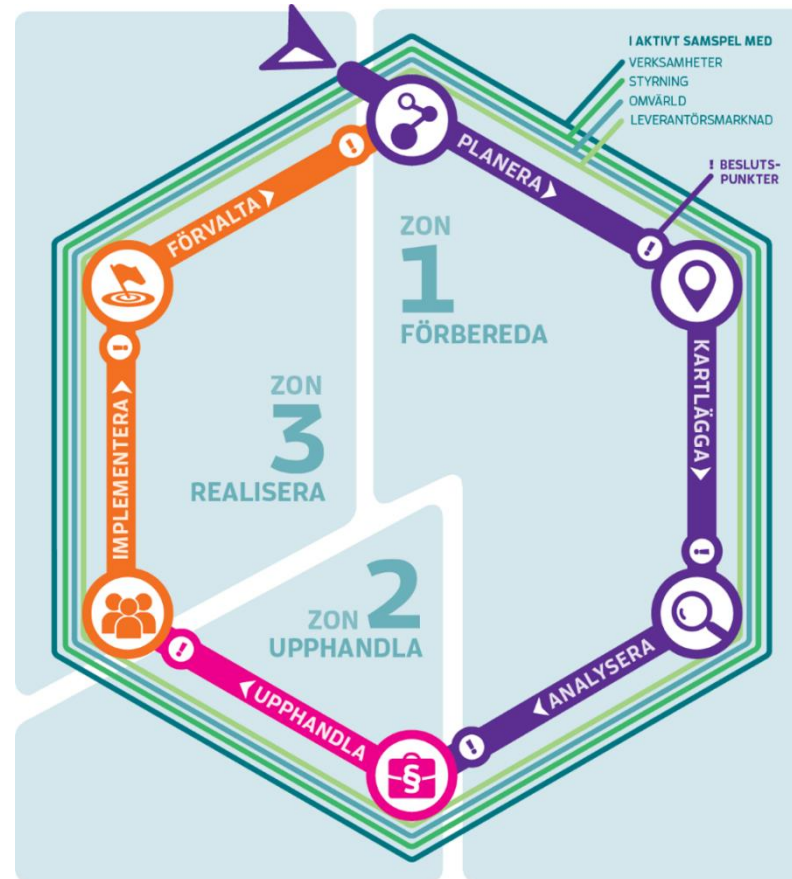 I AKTIVT SAMSPEL MED
VERKSAMHETER
STYRNING
OMVÄRLD
LEVERANTÖRSMARKNAD
! BESLUTS-
PUNKTER
PLANERA
!
KARTLÄGGA
!
ANALYSERA
!
§
UPPHANDLA
!
IMPLEMENTERA
!
FÖRVALTA
!
ZON
1
FÖRBEREDA
ZON
3
REALISERA
ZON 2
UPPHANDLA